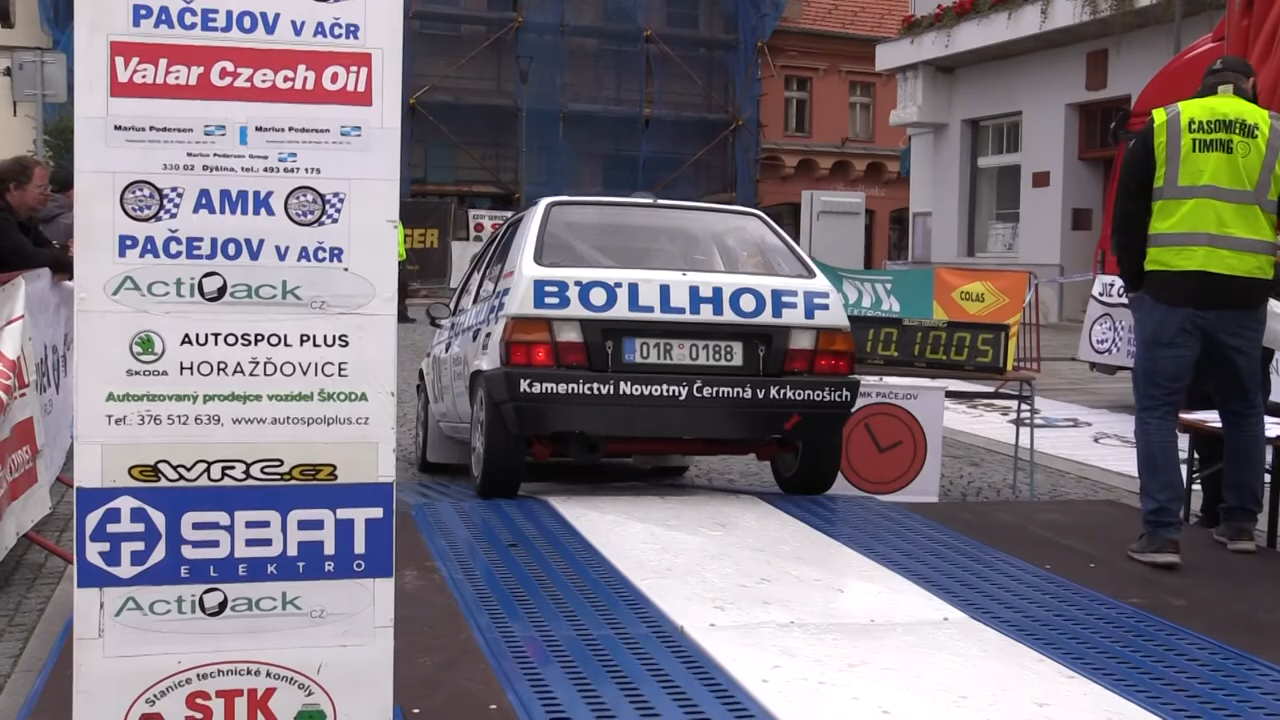 PAČEJOV V AČR
Valar Czech Oil
Marius Pedersen
Marius Pedersen
Marius Pedersen Group
330 02 Dýšina, tel.: 493 647 175
AMK
PAČEJOV V AČR
ActiPack
CZ
ŠKODA
AUTOSPOL PLUS
HORAŽĎOVICE
Autorizovaný prodejce vozidel ŠKODA
Tel.: 376 512 639, www.autospolplus.cz
eWRC.cz
SBAT
ELEKTRO
ActiPack
CZ
Stanice technické kontroly
STK
GER
BÖLLHOFF
BÖLLHOFF
01R 0188
Kamenictví Novotný Čermná v Krkonoších
COLAS
10.10.05
AMK PAČEJOV
JIŽ O
ČASOMĚŘIČ
TIMING